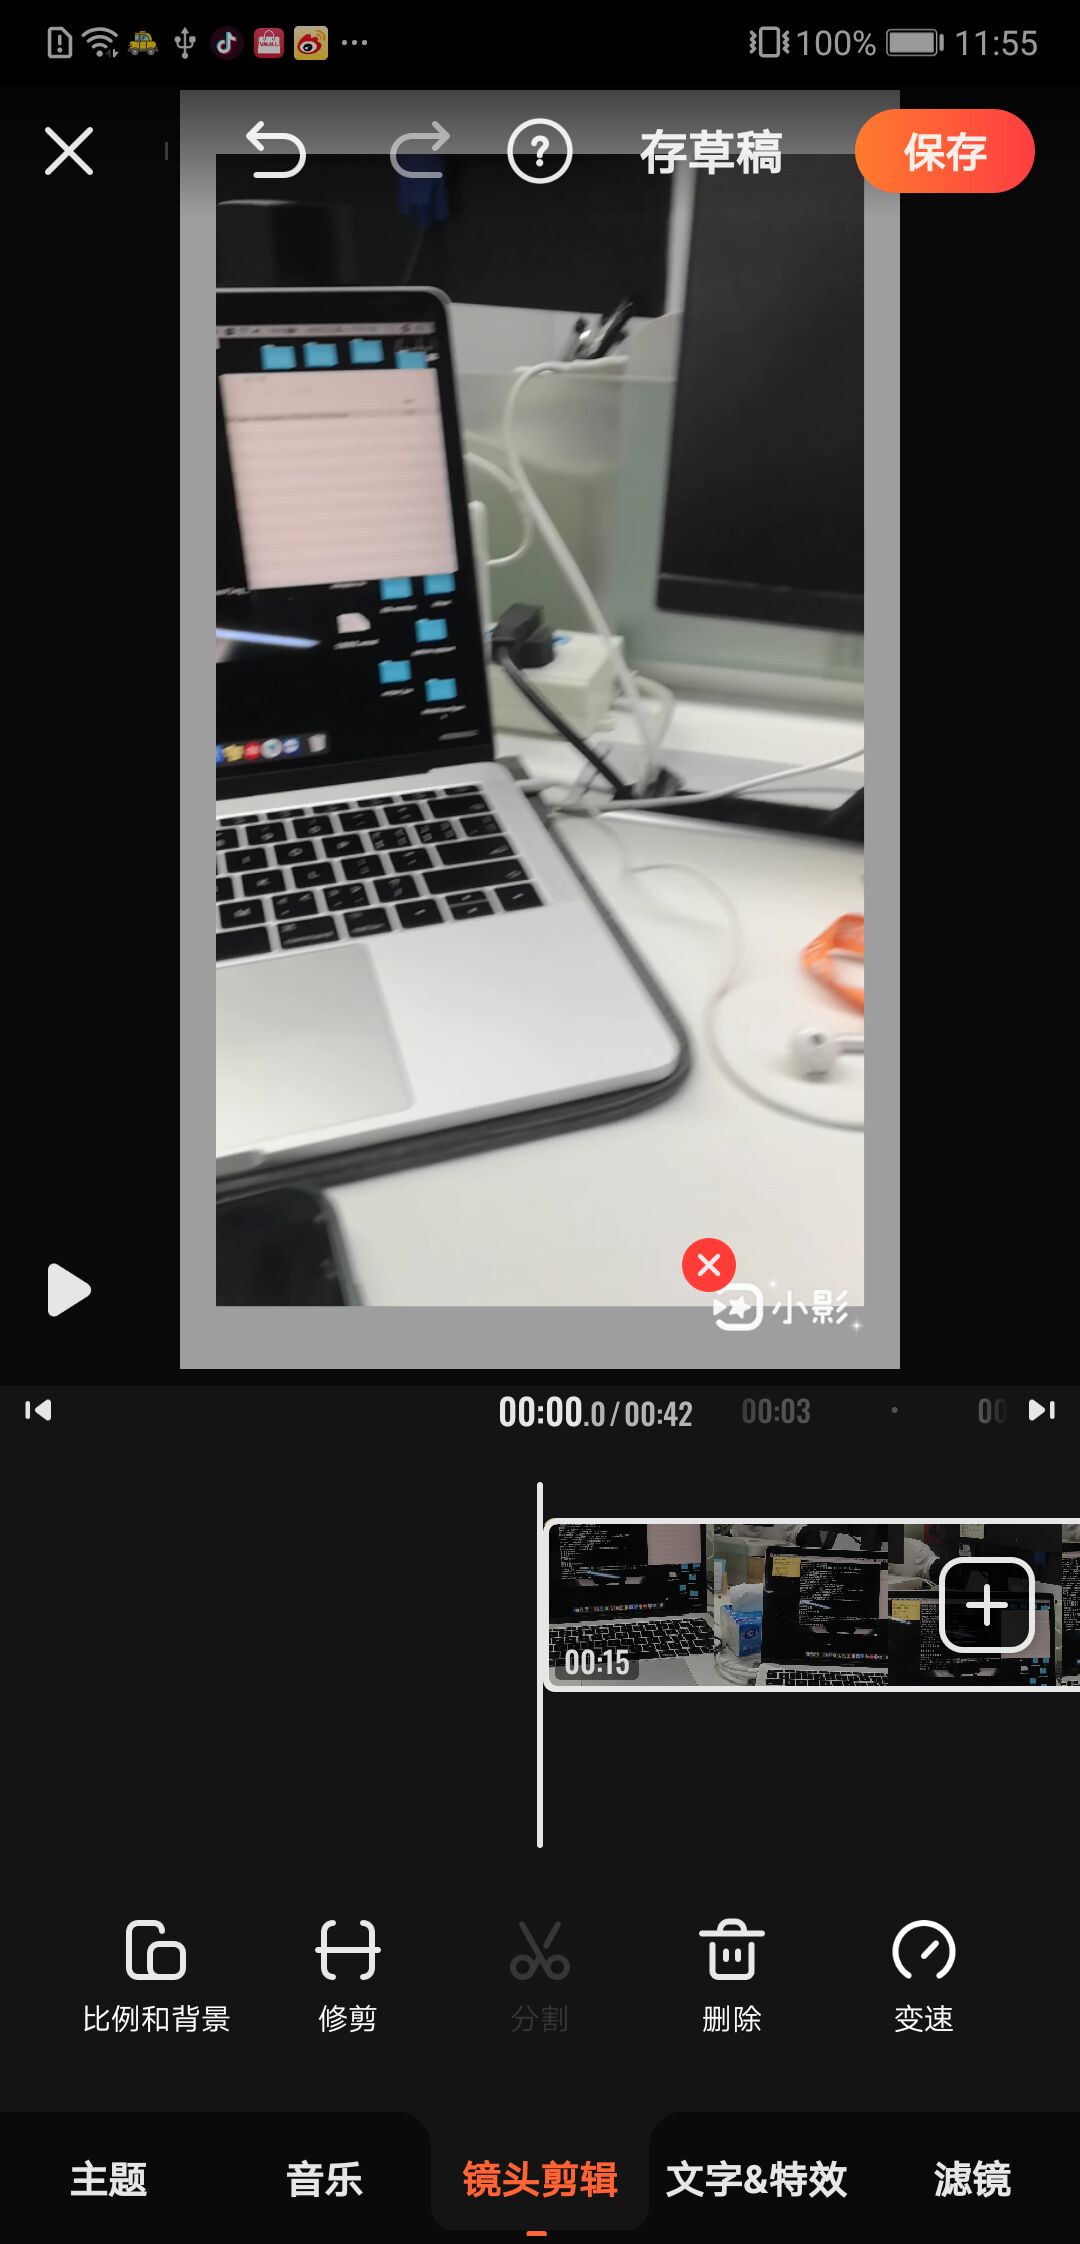 100% 11:55
存草稿 保存
小影
00:00.0/00:42 00:03 00
00:15
比例和背景 修剪 分割 删除 变速
主题 音乐 镜头剪辑 文字&特效 滤镜